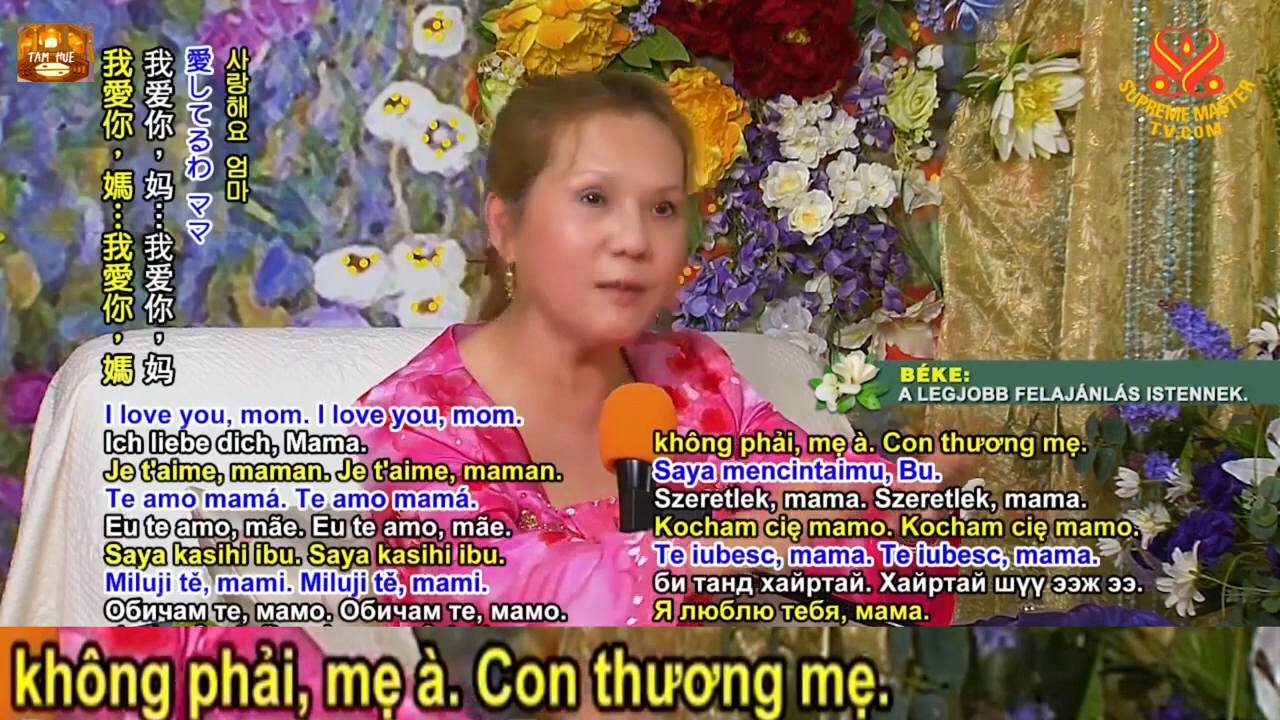 TAM HUE
사랑해요 엄마
愛してるわ ママ
我爱你，妈…我爱你，妈
我愛你，媽…我愛你，媽
SUPREME MASTER
TV.COM
BÉKE:
A LEGJOBB FELAJÁNLÁS ISTENNEK.
I love you, mom. I love you, mom.
Ich liebe dich, Mama.
Je t'aime, maman. Je t'aime, maman.
Te amo mamá. Te amo mamá.
Eu te amo, mãe. Eu te amo, mãe.
Saya kasihi ibu. Saya kasihi ibu.
Miluji tě, mami. Miluji tě, mami.
Обичам те, мамо. Обичам те, мамо.
không phải, mẹ à. Con thương mẹ.
Saya mencintaimu, Bu.
Szeretlek, mama. Szeretlek, mama.
Kocham cię mamo. Kocham cię mamo.
Te iubesc, mama. Te iubesc, mama.
би танд хайртай. Хайртай шүү ээж ээ.
Я люблю тебя, мама.
không phải, mẹ à. Con thương mẹ.